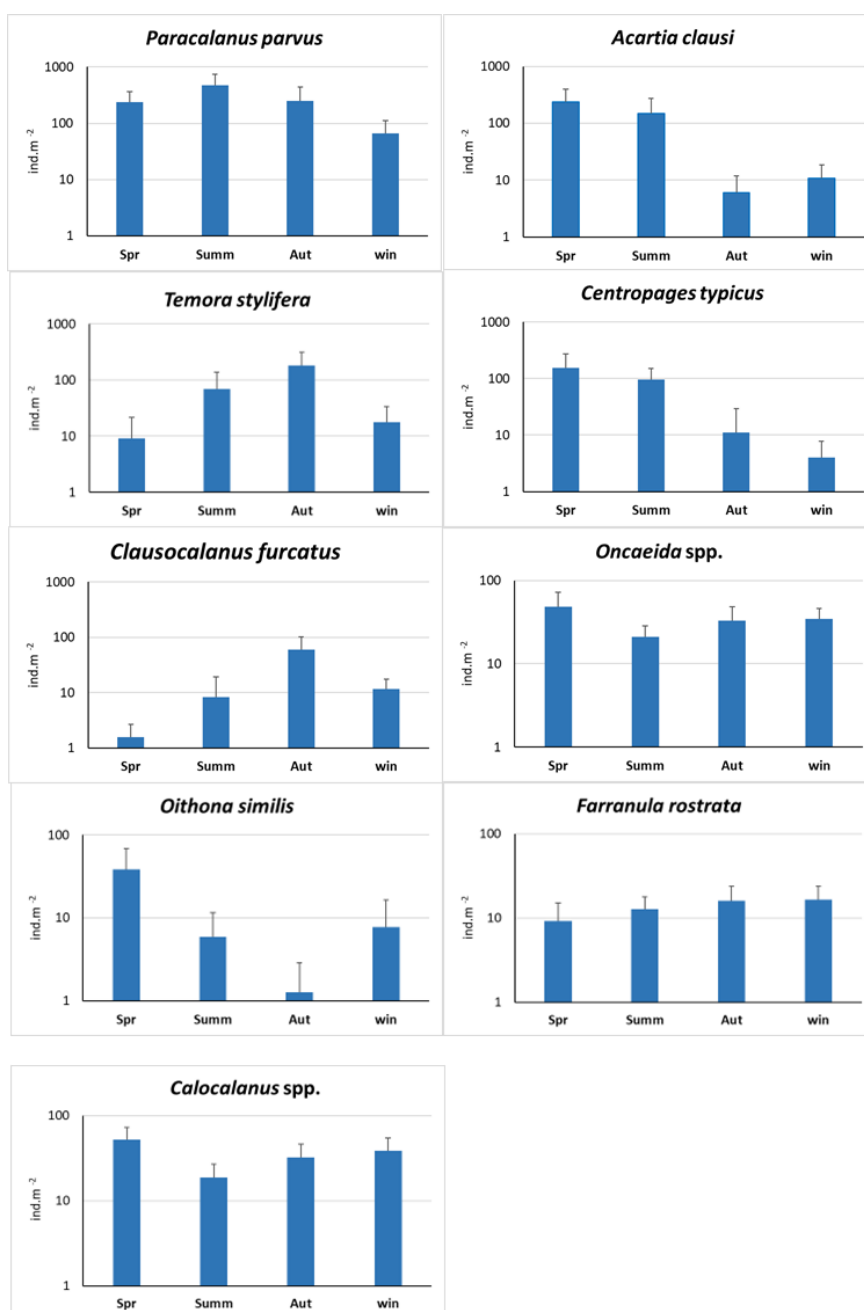 Paracalanus parvus
1000
100
10
1
ind.m -2
Spr Summ Aut win
Acartia clausi
1000
100
10
1
ind.m -2
Spr Summ Aut win
Temora stylifera
1000
100
10
1
ind.m -2
Spr Summ Aut win
Centropages typicus
1000
100
10
1
ind.m -2
Spr Summ Aut win
Clausocalanus furcatus
1000
100
10
1
ind.m -2
Spr Summ Aut win
Oncaeida spp.
100
10
1
ind.m -2
Spr Summ Aut win
Oithona similis
100
10
1
ind.m -2
Spr Summ Aut win
Farranula rostrata
100
10
1
ind.m -2
Spr Summ Aut win
Calocalanus spp.
100
10
1
ind.m -2
Spr Summ Aut win